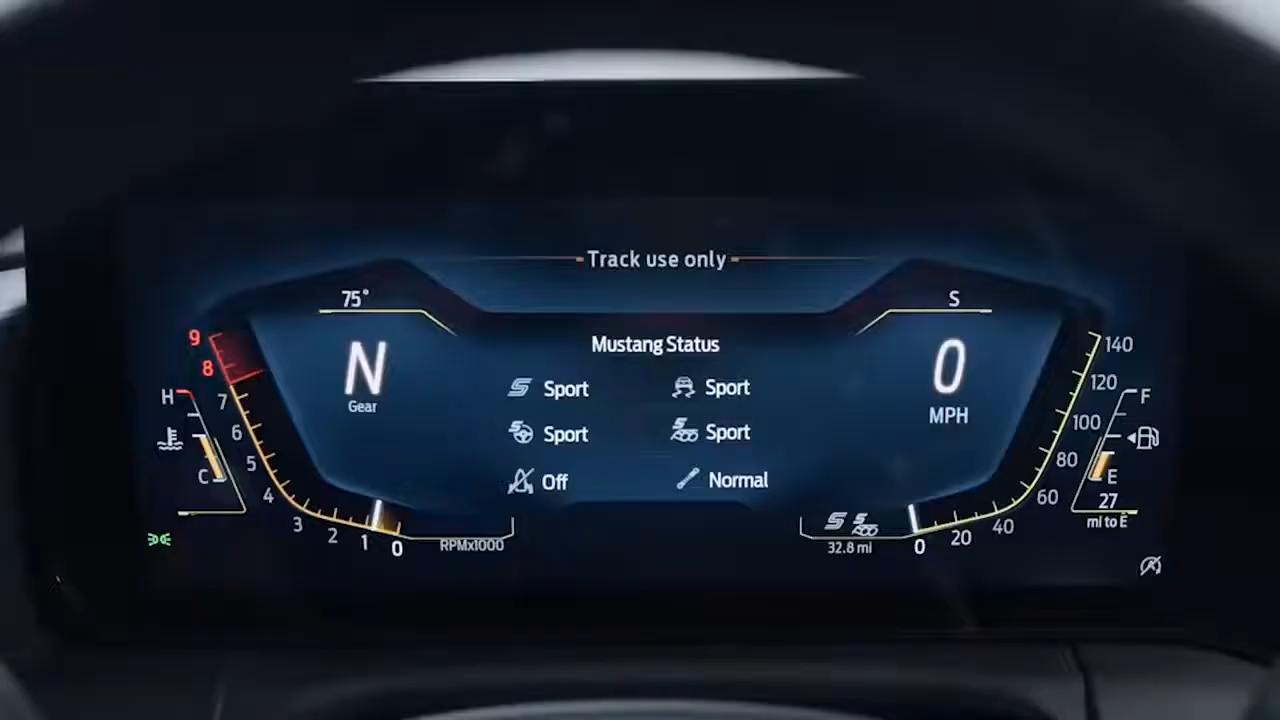 Track use only
75°
S
Mustang Status
N
Gear
Sport
Sport
Sport
Sport
Off
Normal
0
MPH
9
8
7
6
5
4
3
2
1
0
RPMx1000
H
C
140
120
100
80
60
40
20
0
F
E
27
mi to E
32.8 mi